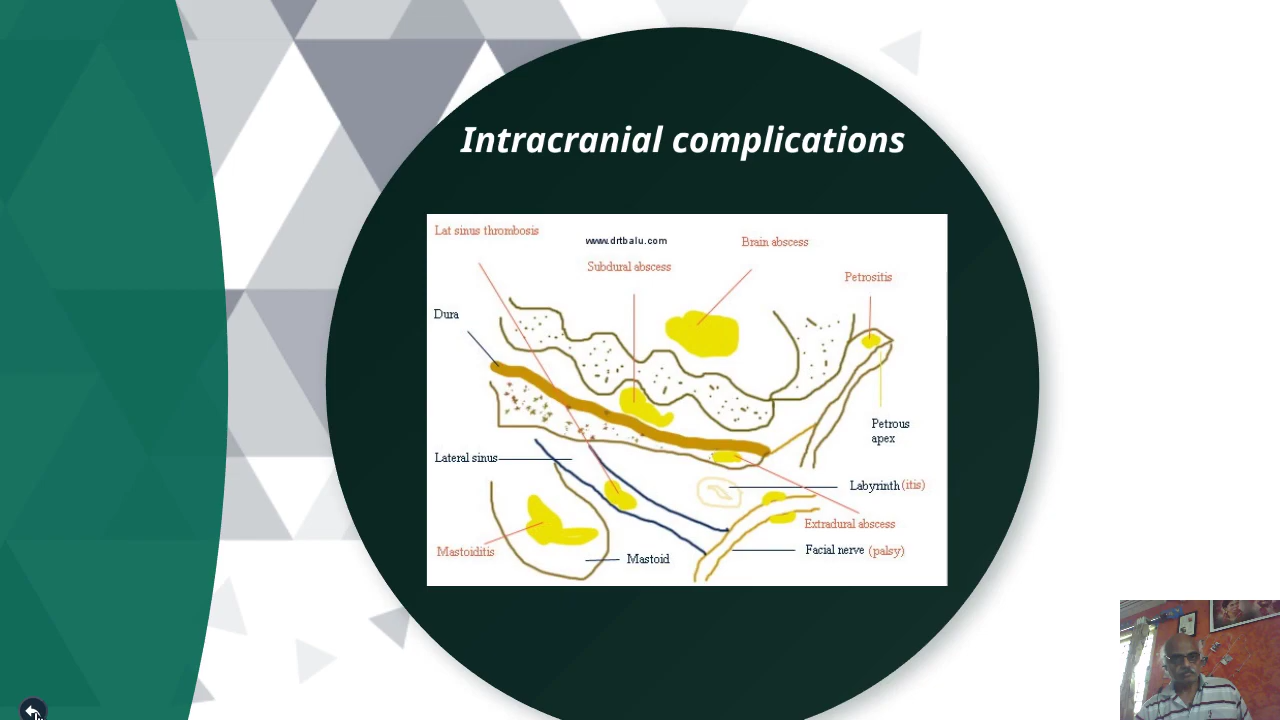 Intracranial complications
Lat sinus thrombosis
www.drtbalu.com
Brain abscess
Subdural abscess
Petrositis
Dura
Petrous
apex
Lateral sinus
Labyrinth (itis)
Extradural abscess
Mastoiditis
Mastoid
Facial nerve (palsy)